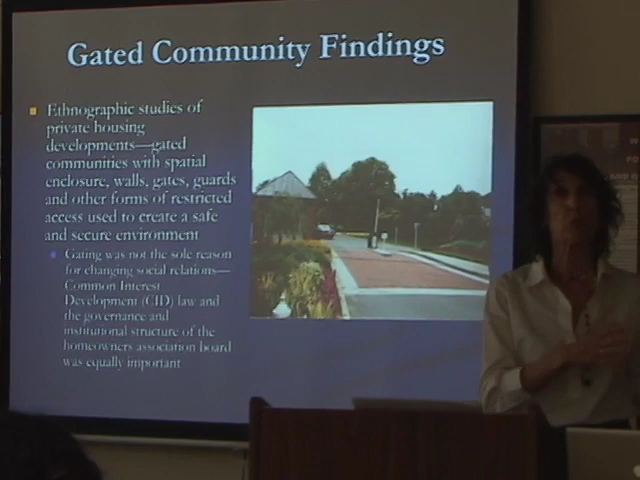 Gated Community Findings
Ethnographic studies of
private housing
developments—gated
communities with spatial
enclosure, walls, gates, guards
and other forms of restricted
access used to create a safe
and secure environment
Gating was not the sole reason
for changing social relations—
Common Interest
Development (CID) law and
the governance and
institutional structure of the
homeowners association board
was equally important